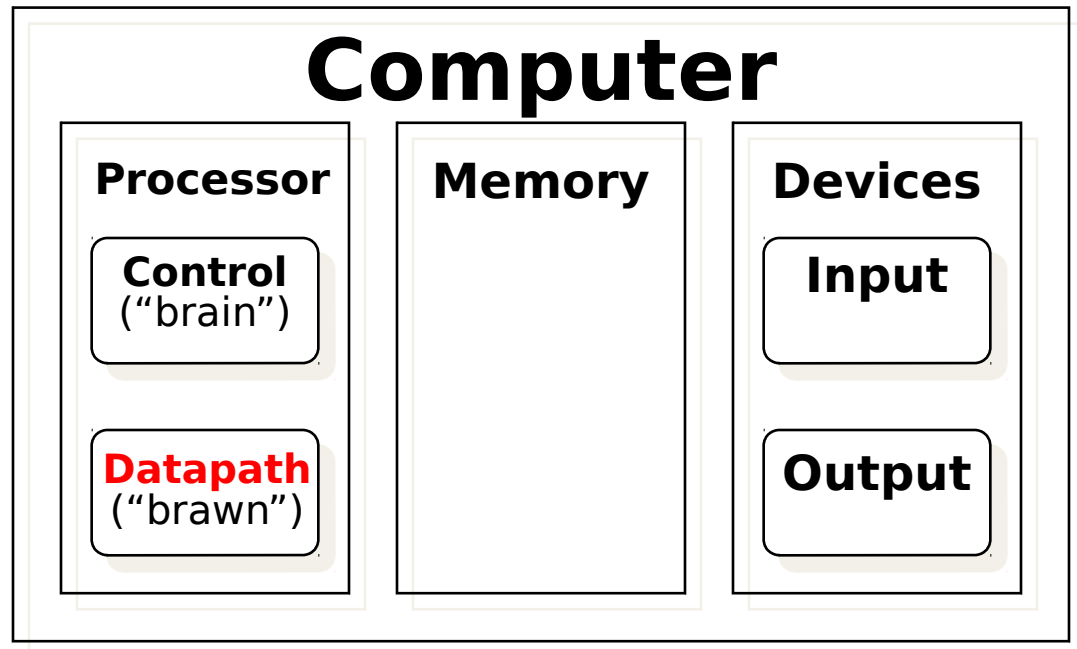 Computer
Processor
Control
(“brain”)
Datapath
(“brawn”)
Memory
Devices
Input
Output